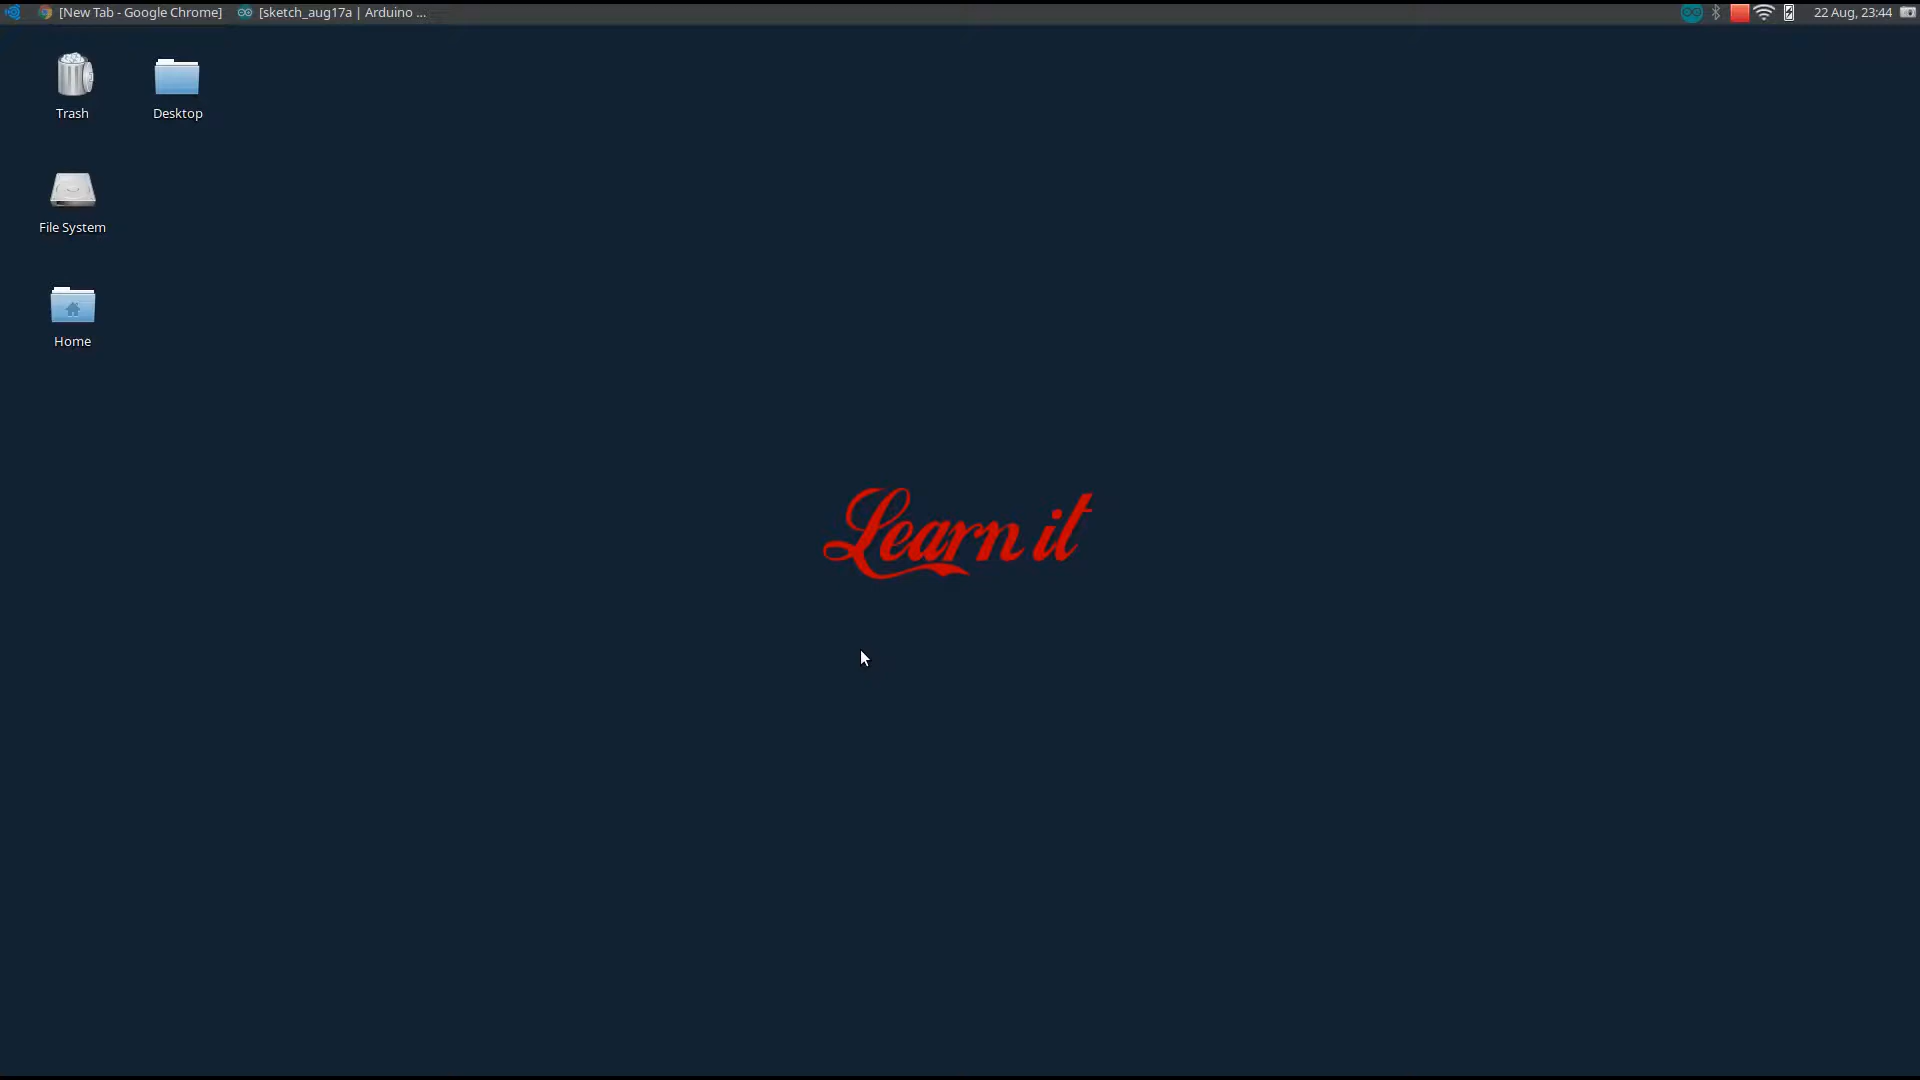 [New Tab - Google Chrome] [sketch_aug17a | Arduino ... 22 Aug, 23:44
Trash Desktop
File System
Home
Learn it